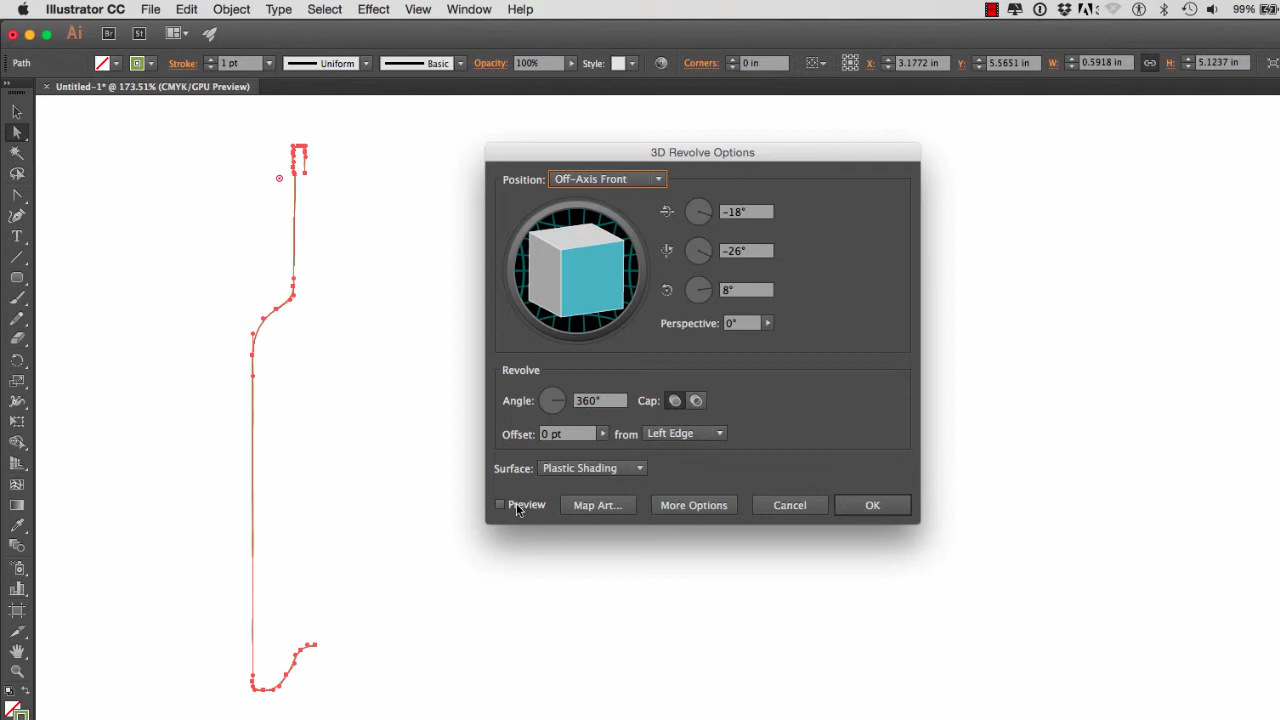 Illustrator CC File Edit Object Type Select Effect View Window Help 99%
Ai Br St
Path Stroke: 1 pt Uniform Basic Opacity: 100% Style: Corners: 0 in X: 3.1772 in Y: 5.5651 in W: 0.5918 in H: 5.1237 in
× Untitled-1* @ 173.51% (CMYK/GPU Preview)
3D Revolve Options
Position: Off-Axis Front
-18°
-26°
8°
Perspective: 0°
Revolve
Angle: 360° Cap:
Offset: 0 pt from Left Edge
Surface: Plastic Shading
Preview Map Art... More Options Cancel OK